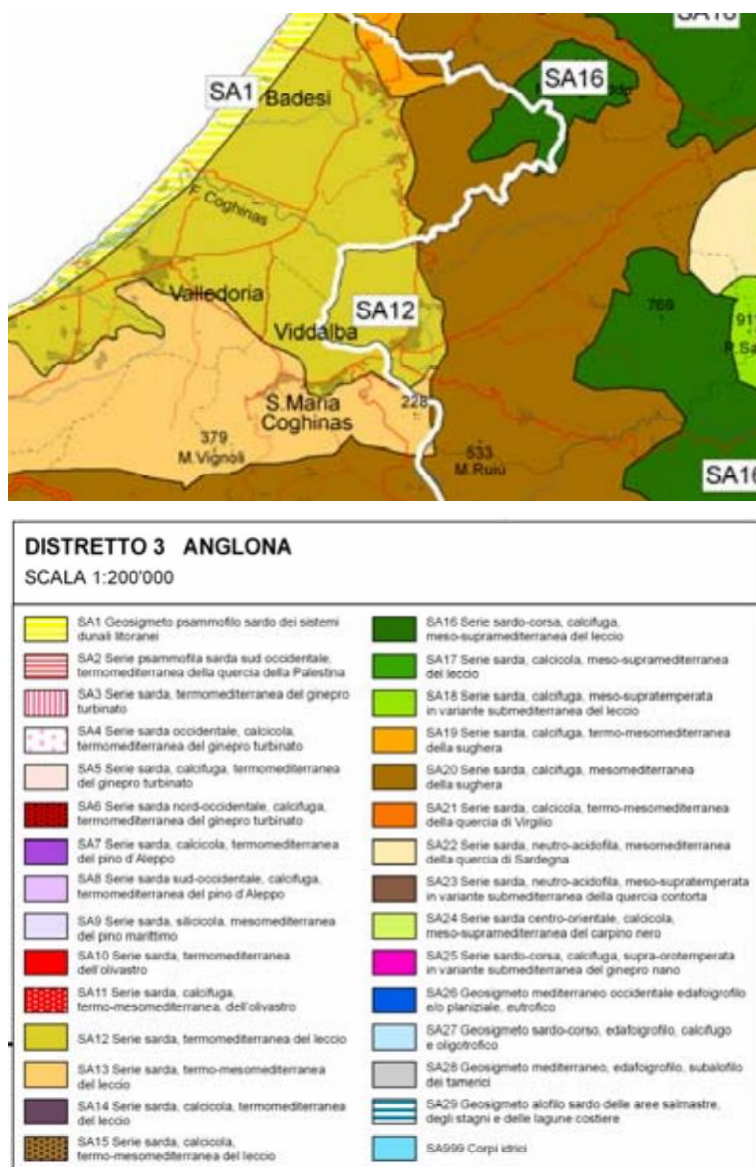 SA16
SA16
SA1
Badesi
F. Coghinas
Valledoria
SA12
Viddalba
769
911
S.Maria
Coghinas
228
379
M.Vignoli
533
M.Ruiu
SA16
DISTRETTO 3 ANGLONA
SCALA 1:200'000
SA1 Geosigmeto psammofilo sardo dei sistemi
dunali litoranei
SA2 Serie psammofila sarda sud occidentale,
termomediterranea della quercia della Palestina
SA3 Serie sarda, termomediterranea del ginepro
turbinato
SA4 Serie sarda occidentale, calcicola,
termomediterranea del ginepro turbinato
SA5 Serie sarda, calcifuga, termomediterranea
del ginepro turbinato
SA6 Serie sarda nord-occidentale, calcifuga,
termomediterranea del ginepro turbinato
SA7 Serie sarda, calcicola, termomediterranea
del pino d'Aleppo
SA8 Serie sarda sud-occidentale, calcifuga,
termomediterranea del pino d'Aleppo
SA9 Serie sarda, silicicola, mesomediterranea
del pino marittimo
SA10 Serie sarda, termomediterranea
dell'olivastro
SA11 Serie sarda, calcifuga,
termo-mesomediterranea, dell'olivastro
SA12 Serie sarda, termomediterranea del leccio
SA13 Serie sarda, termo-mesomediterranea
del leccio
SA14 Serie sarda, calcicola, termomediterranea
del leccio
SA15 Serie sarda, calcicola,
termo-mesomediterranea del leccio
SA16 Serie sardo-corsa, calcifuga,
meso-supramediterranea del leccio
SA17 Serie sarda, calcicola, meso-supramediterranea
del leccio
SA18 Serie sarda, calcifuga, meso-supratemperata
in variante submediterranea del leccio
SA19 Serie sarda, calcifuga, termo-mesomediterranea
della sughera
SA20 Serie sarda, calcifuga, mesomediterranea
della sughera
SA21 Serie sarda, calcicola, termo-mesomediterranea
della quercia di Virgilio
SA22 Serie sarda, neutro-acidofila, mesomediterranea
della quercia di Sardegna
SA23 Serie sarda, neutro-acidofila, meso-supratemperata
in variante submediterranea della quercia contorta
SA24 Serie sarda centro-orientale, calcicola,
meso-supramediterranea del carpino nero
SA25 Serie sardo-corsa, calcifuga, supra-orotemperata
in variante submediterranea del ginepro nano
SA26 Geosigmeto mediterraneo occidentale edafoigrofilo
e/o planiziale, eutrofico
SA27 Geosigmeto sardo-corso, edafoigrofilo, calcifugo
e oligotrofico
SA28 Geosigmeto mediterraneo, edafoigrofilo, subalofilo
dei tamerici
SA29 Geosigmeto alofilo sardo delle aree salmastre,
degli stagni e delle lagune costiere
SA999 Corpi idrici